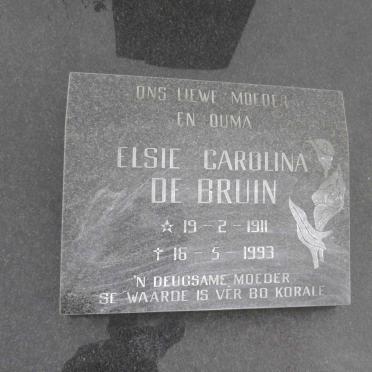 ONS LIEWE MOEDER
EN OUMA
ELSIE CAROLINA
DE BRUIN
☆ 19-2-1911
† 16-5-1993
'N DEUGSAME MOEDER
SE WAARDE IS VER BO KORALE